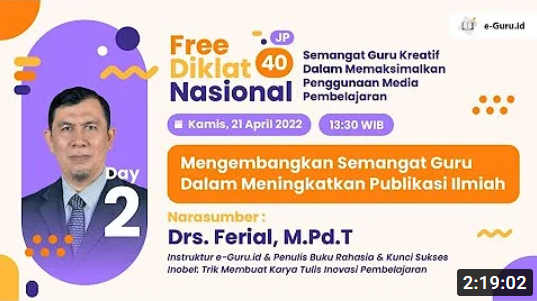 e-Guru.id
Free
Diklat
Nasional
40
JP
Semangat Guru Kreatif
Dalam Memaksimalkan
Penggunaan Media
Pembelajaran
Kamis, 21 April 2022
13:30 WIB
Day
2
Mengembangkan Semangat Guru
Dalam Meningkatkan Publikasi Ilmiah
Narasumber :
Drs. Ferial, M.Pd.T
Instruktur e-Guru.id & Penulis Buku Rahasia & Kunci Sukses
Inobel: Trik Membuat Karya Tulis Inovasi Pembelajaran
2:19:02